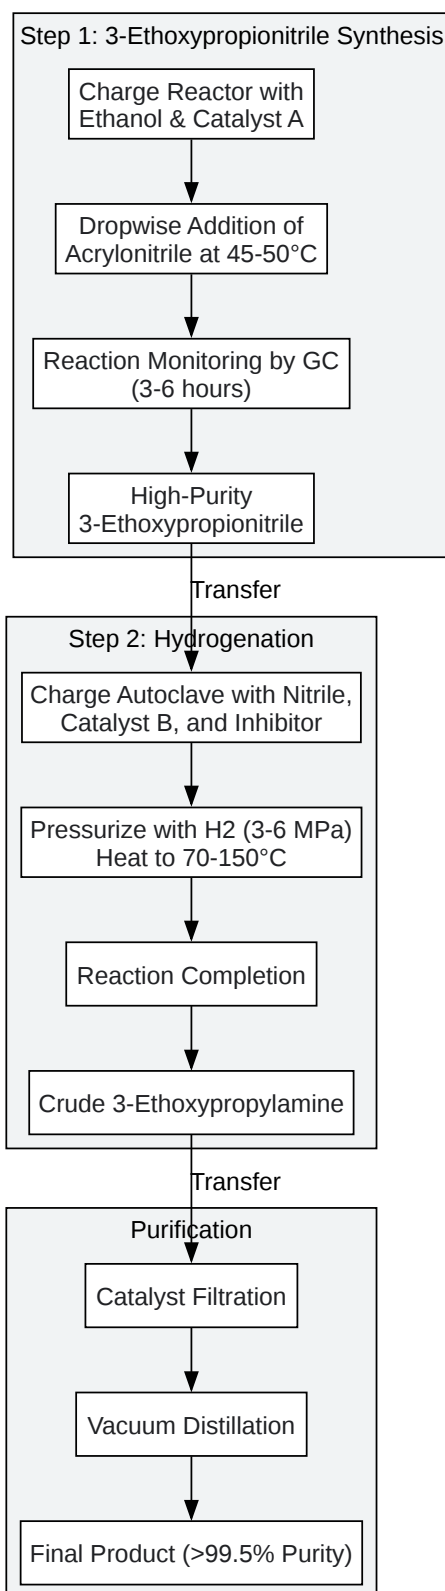 Step 1: 3-Ethoxypropionitrile Synthesis
Charge Reactor with
Ethanol & Catalyst A
Dropwise Addition of
Acrylonitrile at 45-50°C
Reaction Monitoring by GC
(3-6 hours)
High-Purity
3-Ethoxypropionitrile
Transfer
Step 2: Hydrogenation
Charge Autoclave with Nitrile,
Catalyst B, and Inhibitor
Pressurize with H2 (3-6 MPa)
Heat to 70-150°C
Reaction Completion
Crude 3-Ethoxypropylamine
Transfer
Purification
Catalyst Filtration
Vacuum Distillation
Final Product (>99.5% Purity)